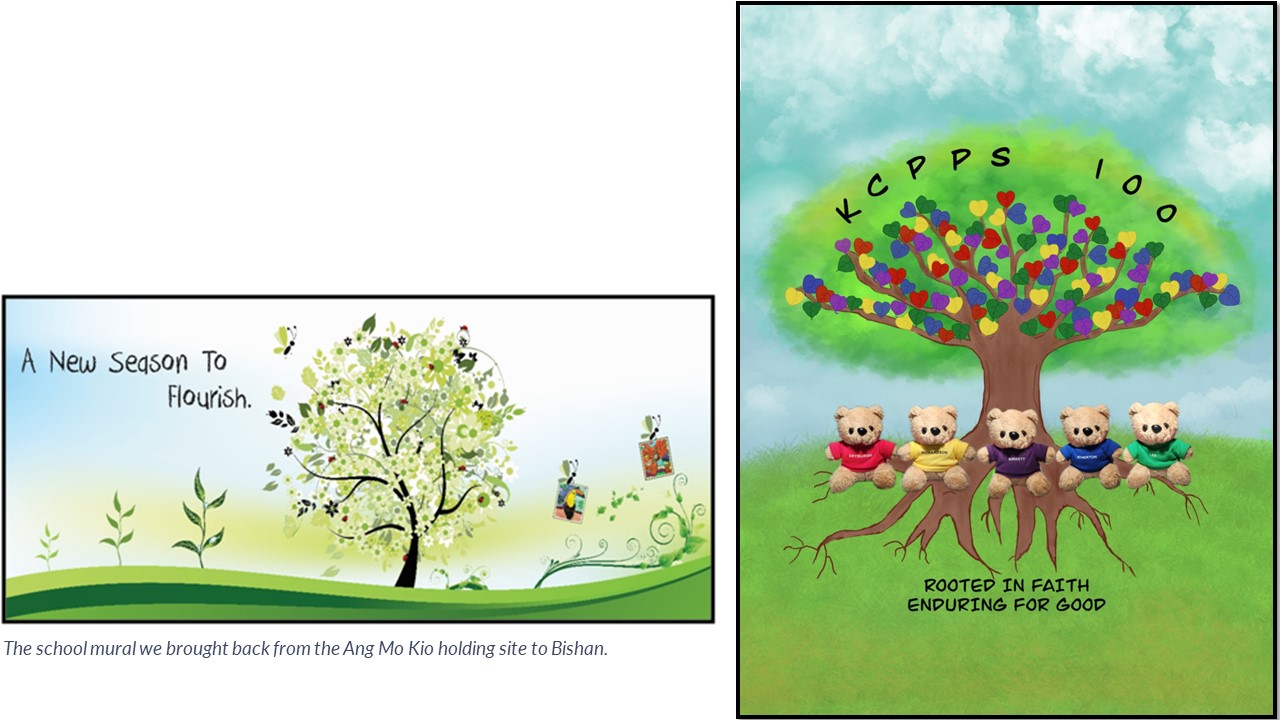 A New Season To
Flourish.
The school mural we brought back from the Ang Mo Kio holding site to Bishan.
KCPPS 100
ROOTED IN FAITH
ENDURING FOR GOOD